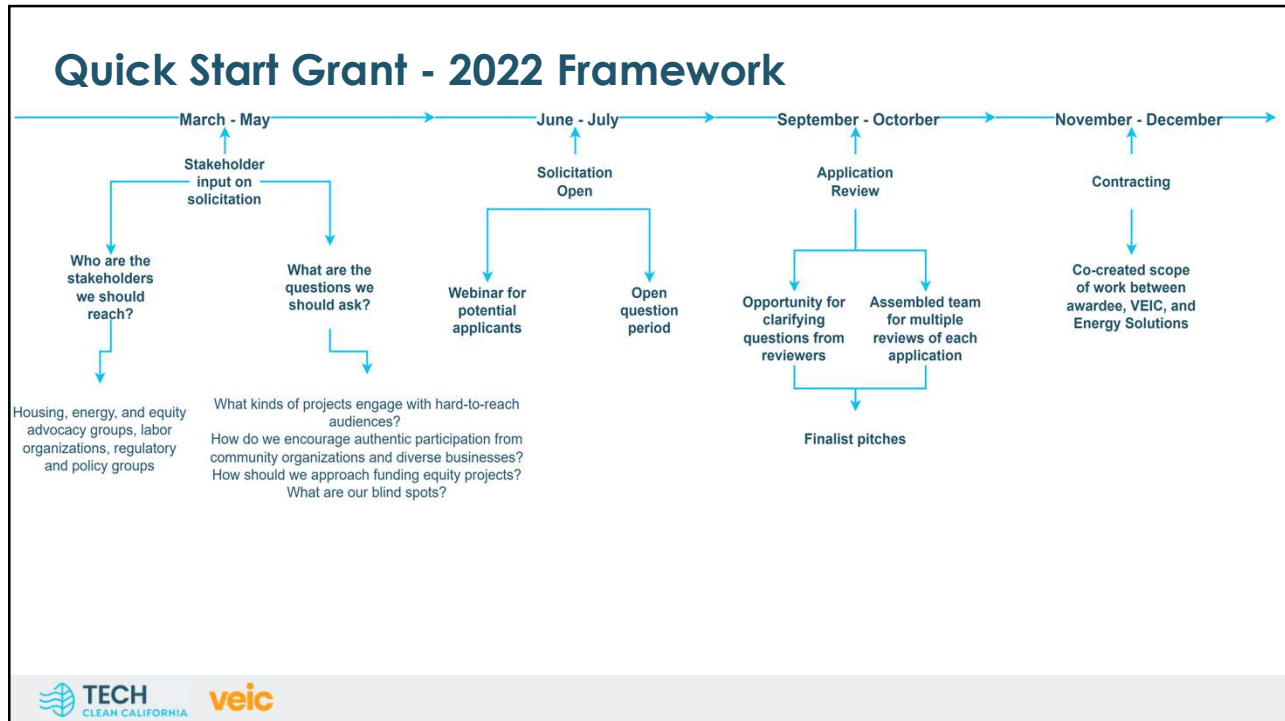 Quick Start Grant - 2022 Framework
March - May
June - July
September - Octorber
November - December
Stakeholder
input on
solicitation
Who are the
stakeholders
we should
reach?
What are the
questions we
should ask?
Housing, energy, and equity
advocacy groups, labor
organizations, regulatory
and policy groups
What kinds of projects engage with hard-to-reach
audiences?
How do we encourage authentic participation from
community organizations and diverse businesses?
How should we approach funding equity projects?
What are our blind spots?
Solicitation
Open
Webinar for
potential
applicants
Open
question
period
Application
Review
Opportunity for
clarifying
questions from
reviewers
Assembled team
for multiple
reviews of each
application
Finalist pitches
Contracting
Co-created scope
of work between
awardee, VEIC, and
Energy Solutions
TECH
CLEAN CALIFORNIA
veic